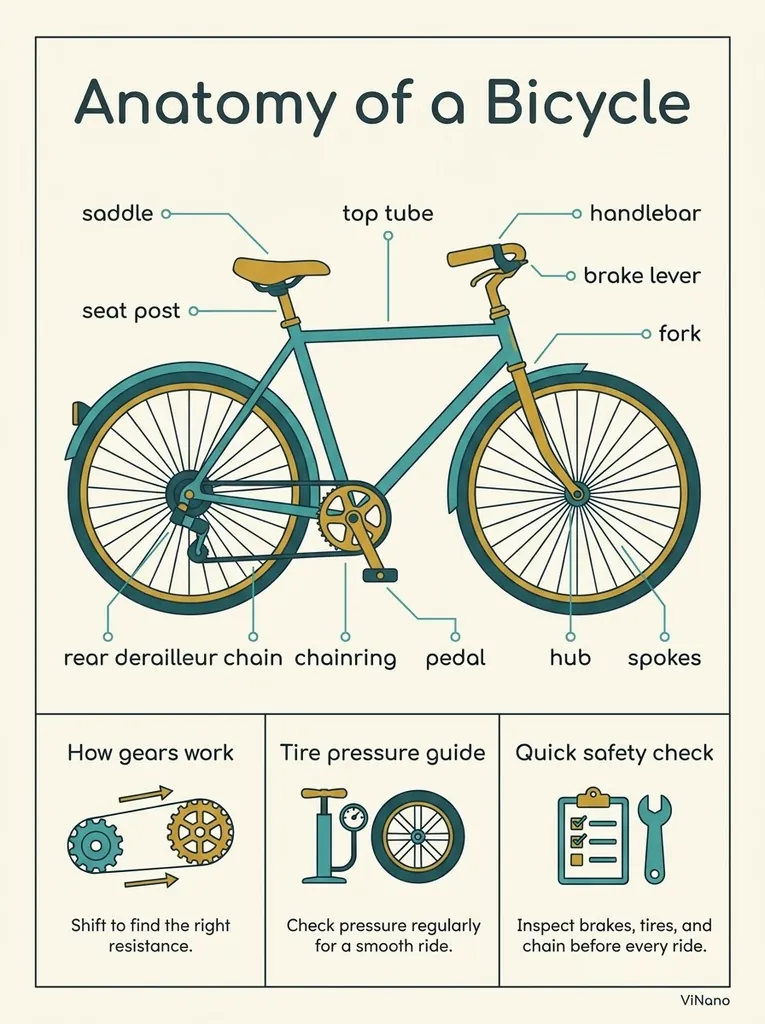 Anatomy of a Bicycle
saddle
top tube
handlebar
brake lever
seat post
fork
rear derailleur
chain
chainring
pedal
hub
spokes
How gears work
Shift to find the right
resistance.
Tire pressure guide
Check pressure regularly
for a smooth ride.
Quick safety check
Inspect brakes, tires, and
chain before every ride.
ViNano